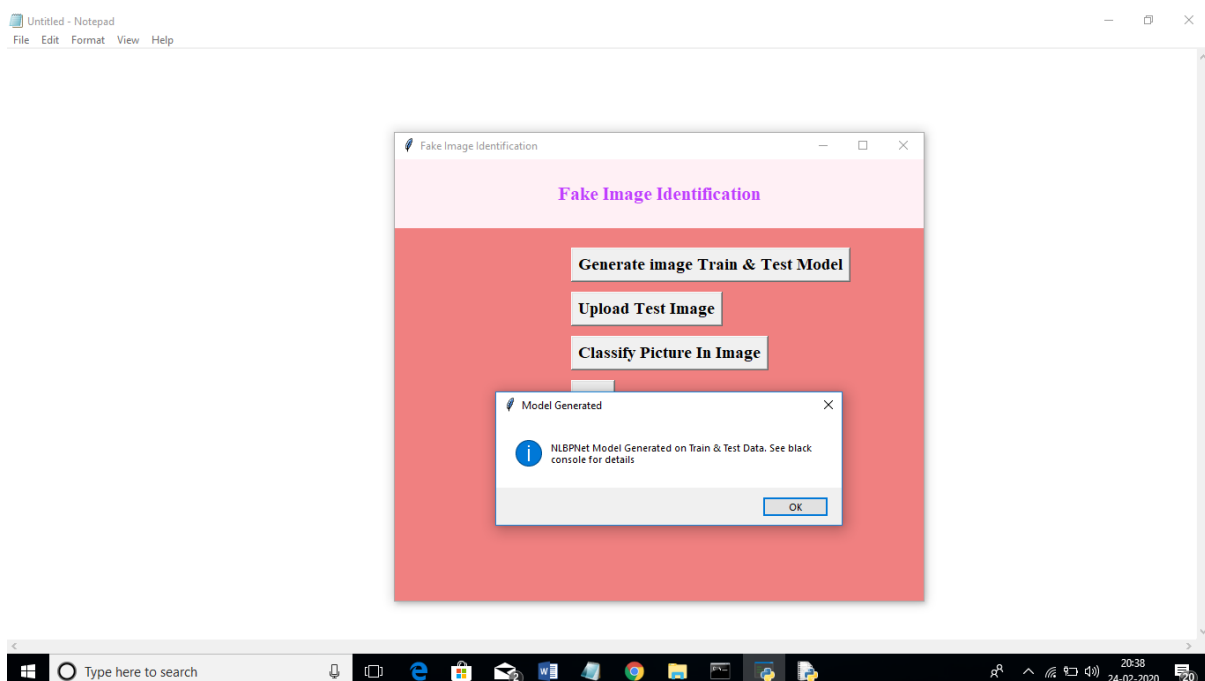 Untitled - Notepad
File Edit Format View Help
Fake Image Identification
Fake Image Identification
Generate image Train & Test Model
Upload Test Image
Classify Picture In Image
Model Generated
NLBPNet Model Generated on Train & Test Data. See black
console for details
OK
Type here to search
2
20:38
24-02-2020
20